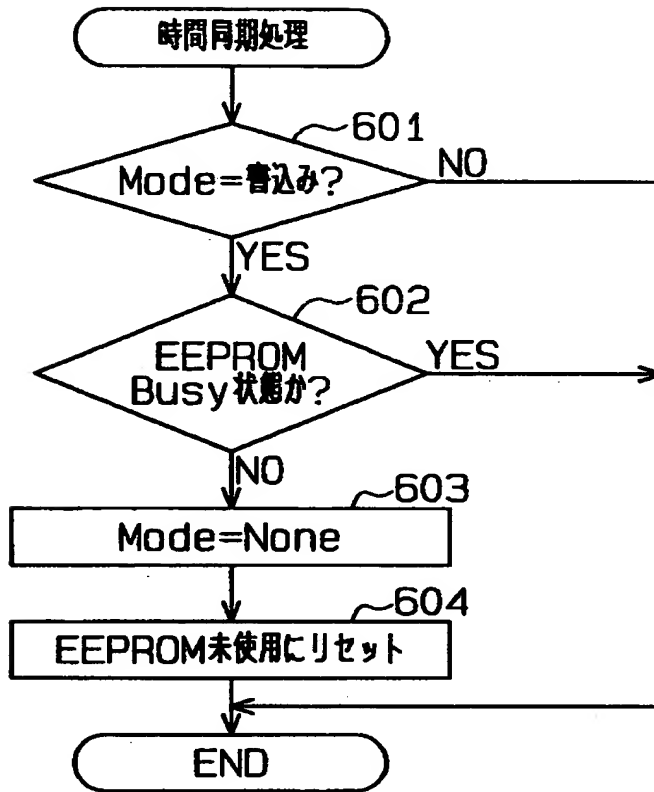 時間同期処理
601
Mode=書込み?
NO
YES
602
EEPROM
Busy状態か?
YES
NO
603
Mode=None
604
EEPROM未使用にリセット
END